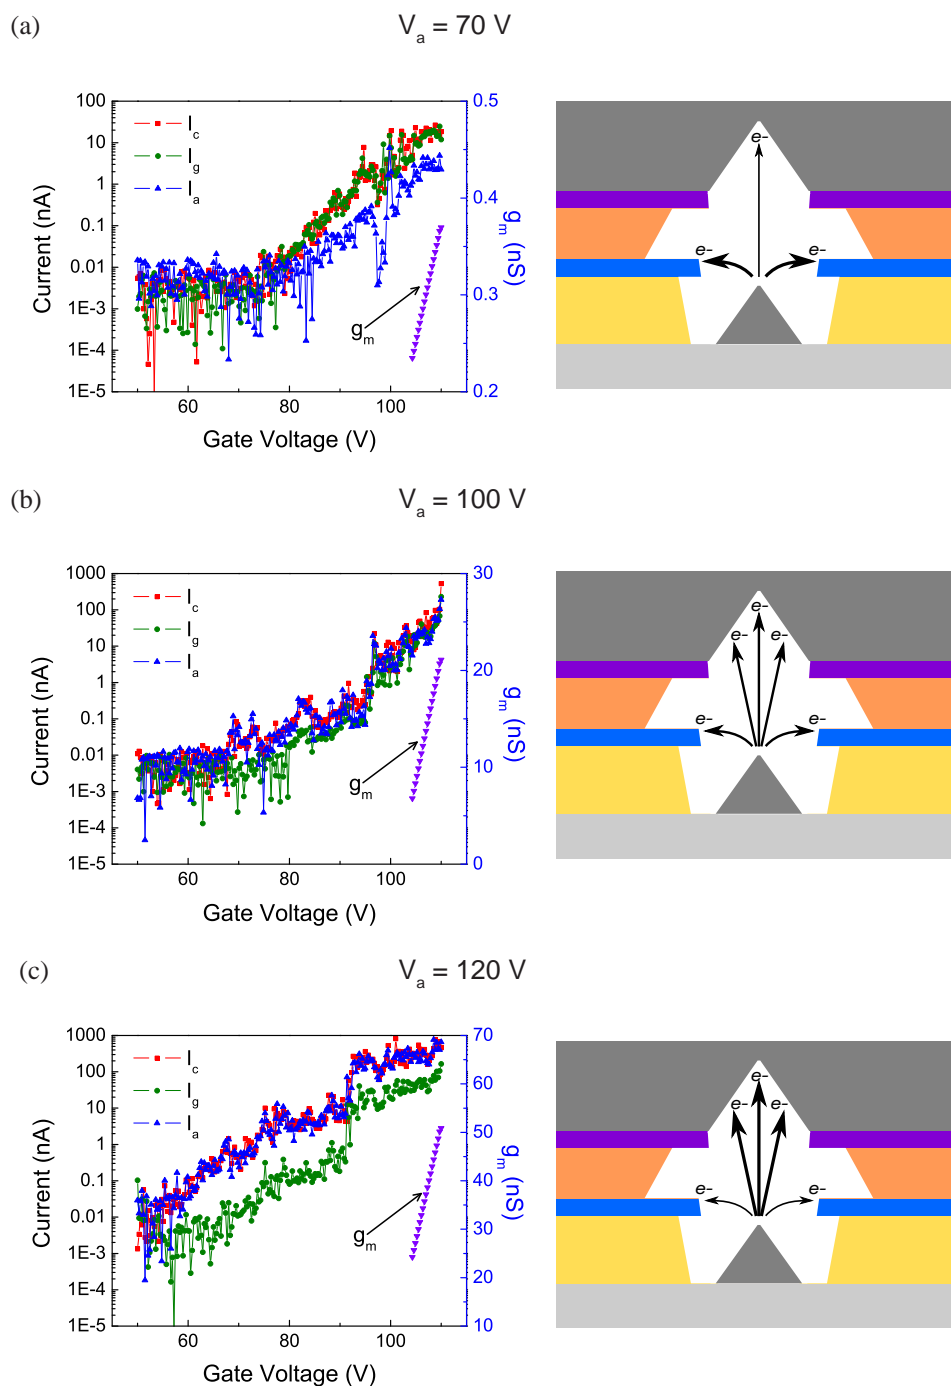 (a)
V_a = 70 V
100
10
1
0.1
0.01
1E-3
1E-4
1E-5
Current (nA)
I_c
I_g
I_a
g_m
0.5
0.4
0.3
0.2
g_m (nS)
60
80
100
Gate Voltage (V)
e-
e-
e-
(b)
V_a = 100 V
1000
100
10
1
0.1
0.01
1E-3
1E-4
1E-5
Current (nA)
I_c
I_g
I_a
g_m
30
20
10
0
g_m (nS)
60
80
100
Gate Voltage (V)
e-
e-
e-
e-
e-
(c)
V_a = 120 V
1000
100
10
1
0.1
0.01
1E-3
1E-4
1E-5
Current (nA)
I_c
I_g
I_a
g_m
70
60
50
40
30
20
10
g_m (nS)
60
80
100
Gate Voltage (V)
e-
e-
e-
e-
e-